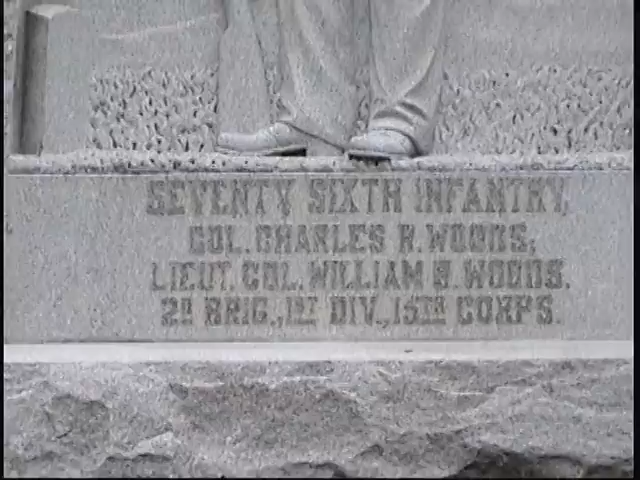 SEVENTY SIXTH INFANTRY,
COL. CHARLES R. WOODS;
LIEUT. COL. WILLIAM B. WOODS.
2D BRIG., 1ST DIV., 15TH CORPS.